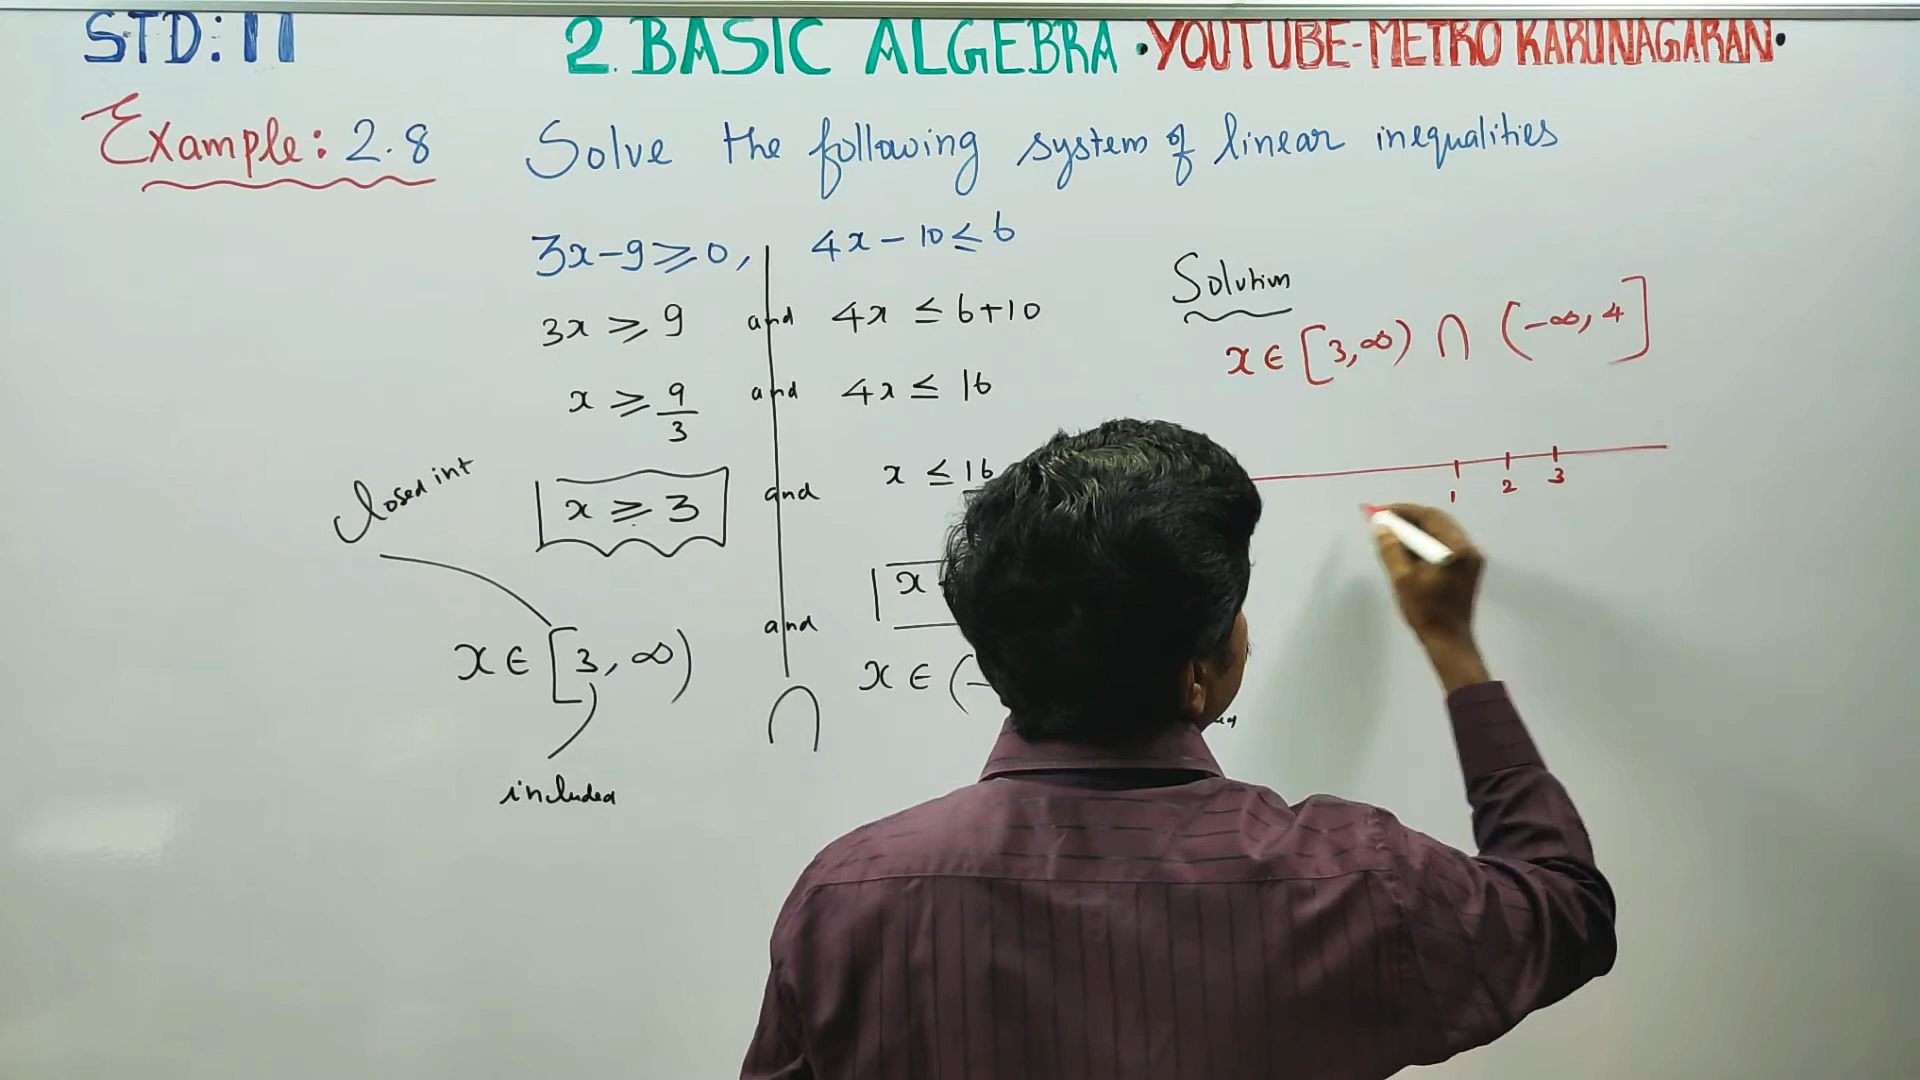 STD: 11 2. BASIC ALGEBRA • YOUTUBE-METRO KARUNAGARAN •
Example: 2.8 Solve the following system of linear inequalities
3x-9≥0, 4x-10≤6
3x ≥ 9 and 4x ≤ 6+10
x ≥ 9/3 and 4x ≤ 16
x ≥ 3 and x ≤ 16
and x
closed int
x ∈ [3, ∞) ∩ x ∈ (-
included
Solution
x ∈ [3, ∞) ∩ (-∞, 4]
1 2 3